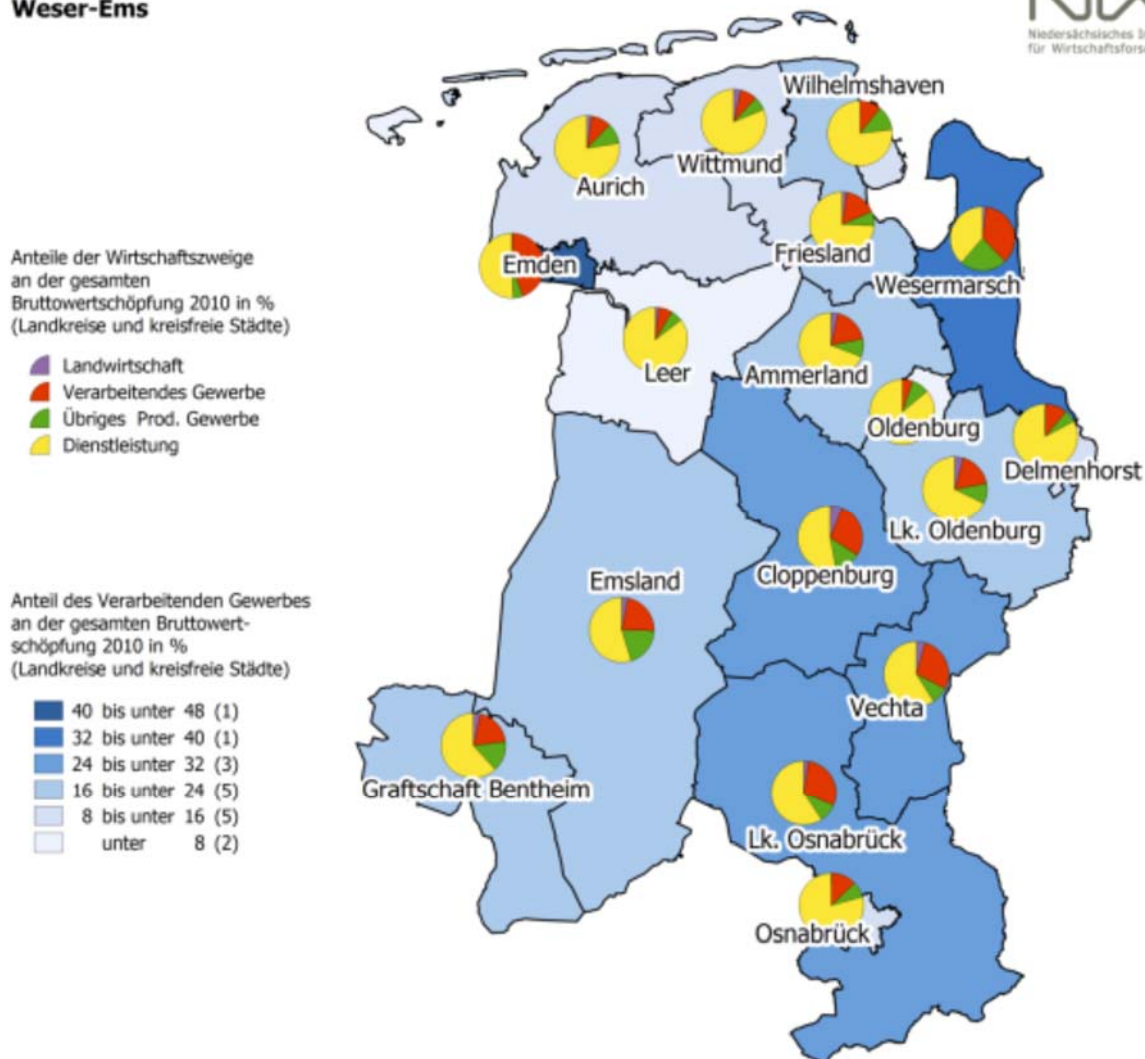 Weser-Ems
Niedersächsisches
für
Anteile der Wirtschaftszweige
an der gesamten
Bruttowertschöpfung 2010 in %
(Landkreise und kreisfreie Städte)
Landwirtschaft
Verarbeitendes Gewerbe
Übriges Prod. Gewerbe
Dienstleistung
Anteil des Verarbeitenden Gewerbes
an der gesamten Bruttowert-
schöpfung 2010 in %
(Landkreise und kreisfreie Städte)
40 bis unter 48 (1)
32 bis unter 40 (1)
24 bis unter 32 (3)
16 bis unter 24 (5)
8 bis unter 16 (5)
unter 8 (2)
Wilhelmshaven
Wittmund
Aurich
Friesland
Emden
Wesermarsch
Leer
Ammerland
Oldenburg
Delmenhorst
Lk. Oldenburg
Cloppenburg
Emsland
Vechta
Graftschaft Bentheim
Lk. Osnabrück
Osnabrück